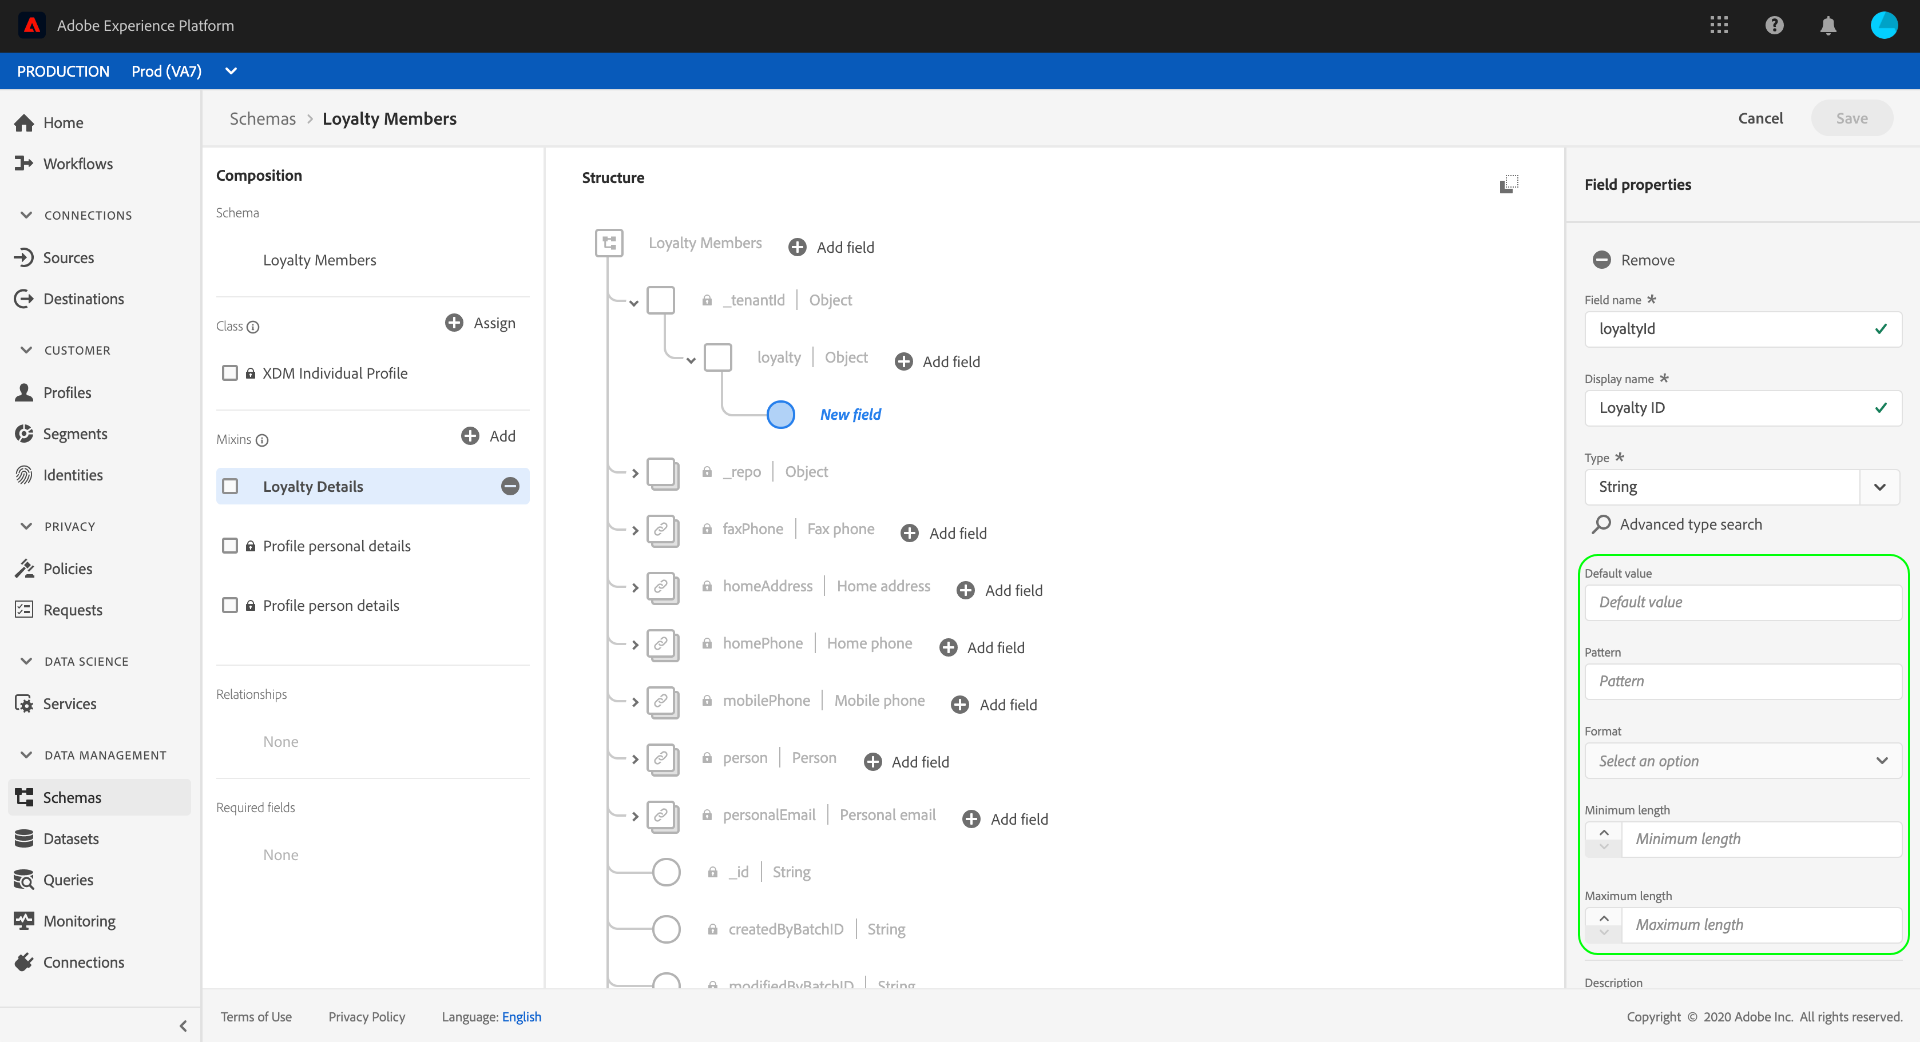 Adobe Experience Platform
PRODUCTION Prod (VA7)
Home
Workflows
CONNECTIONS
Sources
Destinations
CUSTOMER
Profiles
Segments
Identities
PRIVACY
Policies
Requests
DATA SCIENCE
Services
DATA MANAGEMENT
Schemas
Datasets
Queries
Monitoring
Connections
Schemas > Loyalty Members
Cancel
Save
Composition
Schema
Loyalty Members
Class
Assign
XDM Individual Profile
Mixins
Add
Loyalty Details
Profile personal details
Profile person details
Relationships
None
Required fields
None
Structure
Loyalty Members Add field
_tenantId | Object
loyalty | Object Add field
New field
_repo | Object
faxPhone | Fax phone Add field
homeAddress | Home address Add field
homePhone | Home phone Add field
mobilePhone | Mobile phone Add field
person | Person Add field
personalEmail | Personal email Add field
_id | String
createdByBatchID | String
modifiedByBatchID | String
Field properties
Remove
Field name *
loyaltyId
Display name *
Loyalty ID
Type *
String
Advanced type search
Default value
Default value
Pattern
Pattern
Format
Select an option
Minimum length
Minimum length
Maximum length
Maximum length
Description
Terms of Use Privacy Policy Language: English
Copyright © 2020 Adobe Inc. All rights reserved.